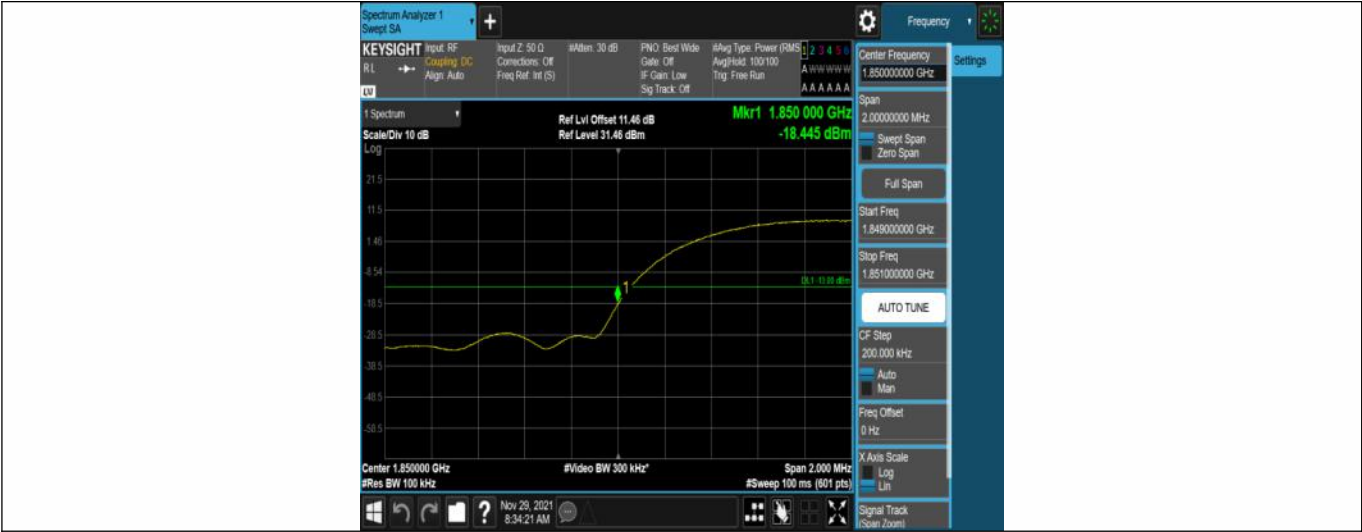 Spectrum Analyzer 1
Swept SA
+
Frequency
KEYSIGHT
RL
LXI
Input: RF
Coupling: DC
Align: Auto
Input Z: 50 Ω
Corrections: Off
Freq Ref: Int (S)
#Atten: 30 dB
PNO: Best Wide
Gate: Off
IF Gain: Low
Sig Track: Off
#Avg Type: Power (RMS
Avg|Hold: 100/100
Trig: Free Run
1 2 3 4 5 6
A W W W W W
A A A A A A
1 Spectrum
Scale/Div 10 dB
Log
Ref Lvl Offset 11.46 dB
Ref Level 31.46 dBm
Mkr1 1.850 000 GHz
-18.445 dBm
21.5
11.5
1.46
-8.54
-18.5
-28.5
-38.5
-48.5
-58.5
DL1 -13.00 dBm
1
Center 1.850000 GHz
#Res BW 100 kHz
#Video BW 300 kHz*
Span 2.000 MHz
#Sweep 100 ms (601 pts)
Nov 29, 2021
8:34:21 AM
Center Frequency
1.850000000 GHz
Settings
Span
2.00000000 MHz
Swept Span
Zero Span
Full Span
Start Freq
1.849000000 GHz
Stop Freq
1.851000000 GHz
AUTO TUNE
CF Step
200.000 kHz
Auto
Man
Freq Offset
0 Hz
X Axis Scale
Log
Lin
Signal Track
(Span Zoom)